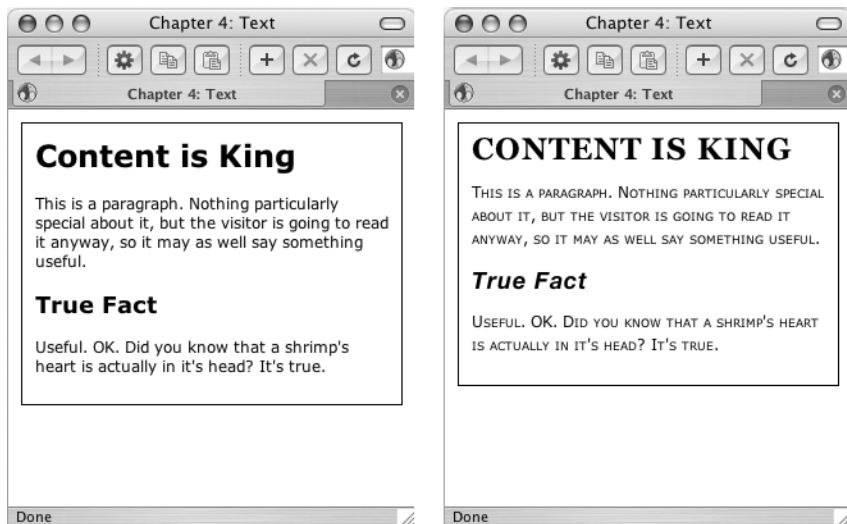 Chapter 4: Text
Chapter 4: Text
Content is King
This is a paragraph. Nothing particularly
special about it, but the visitor is going to read
it anyway, so it may as well say something
useful.
True Fact
Useful. OK. Did you know that a shrimp's
heart is actually in it's head? It's true.
Done
Chapter 4: Text
Chapter 4: Text
CONTENT IS KING
This is a paragraph. Nothing particularly special
about it, but the visitor is going to read it
anyway, so it may as well say something useful.
True Fact
Useful. OK. Did you know that a shrimp's heart
is actually in it's head? It's true.
Done